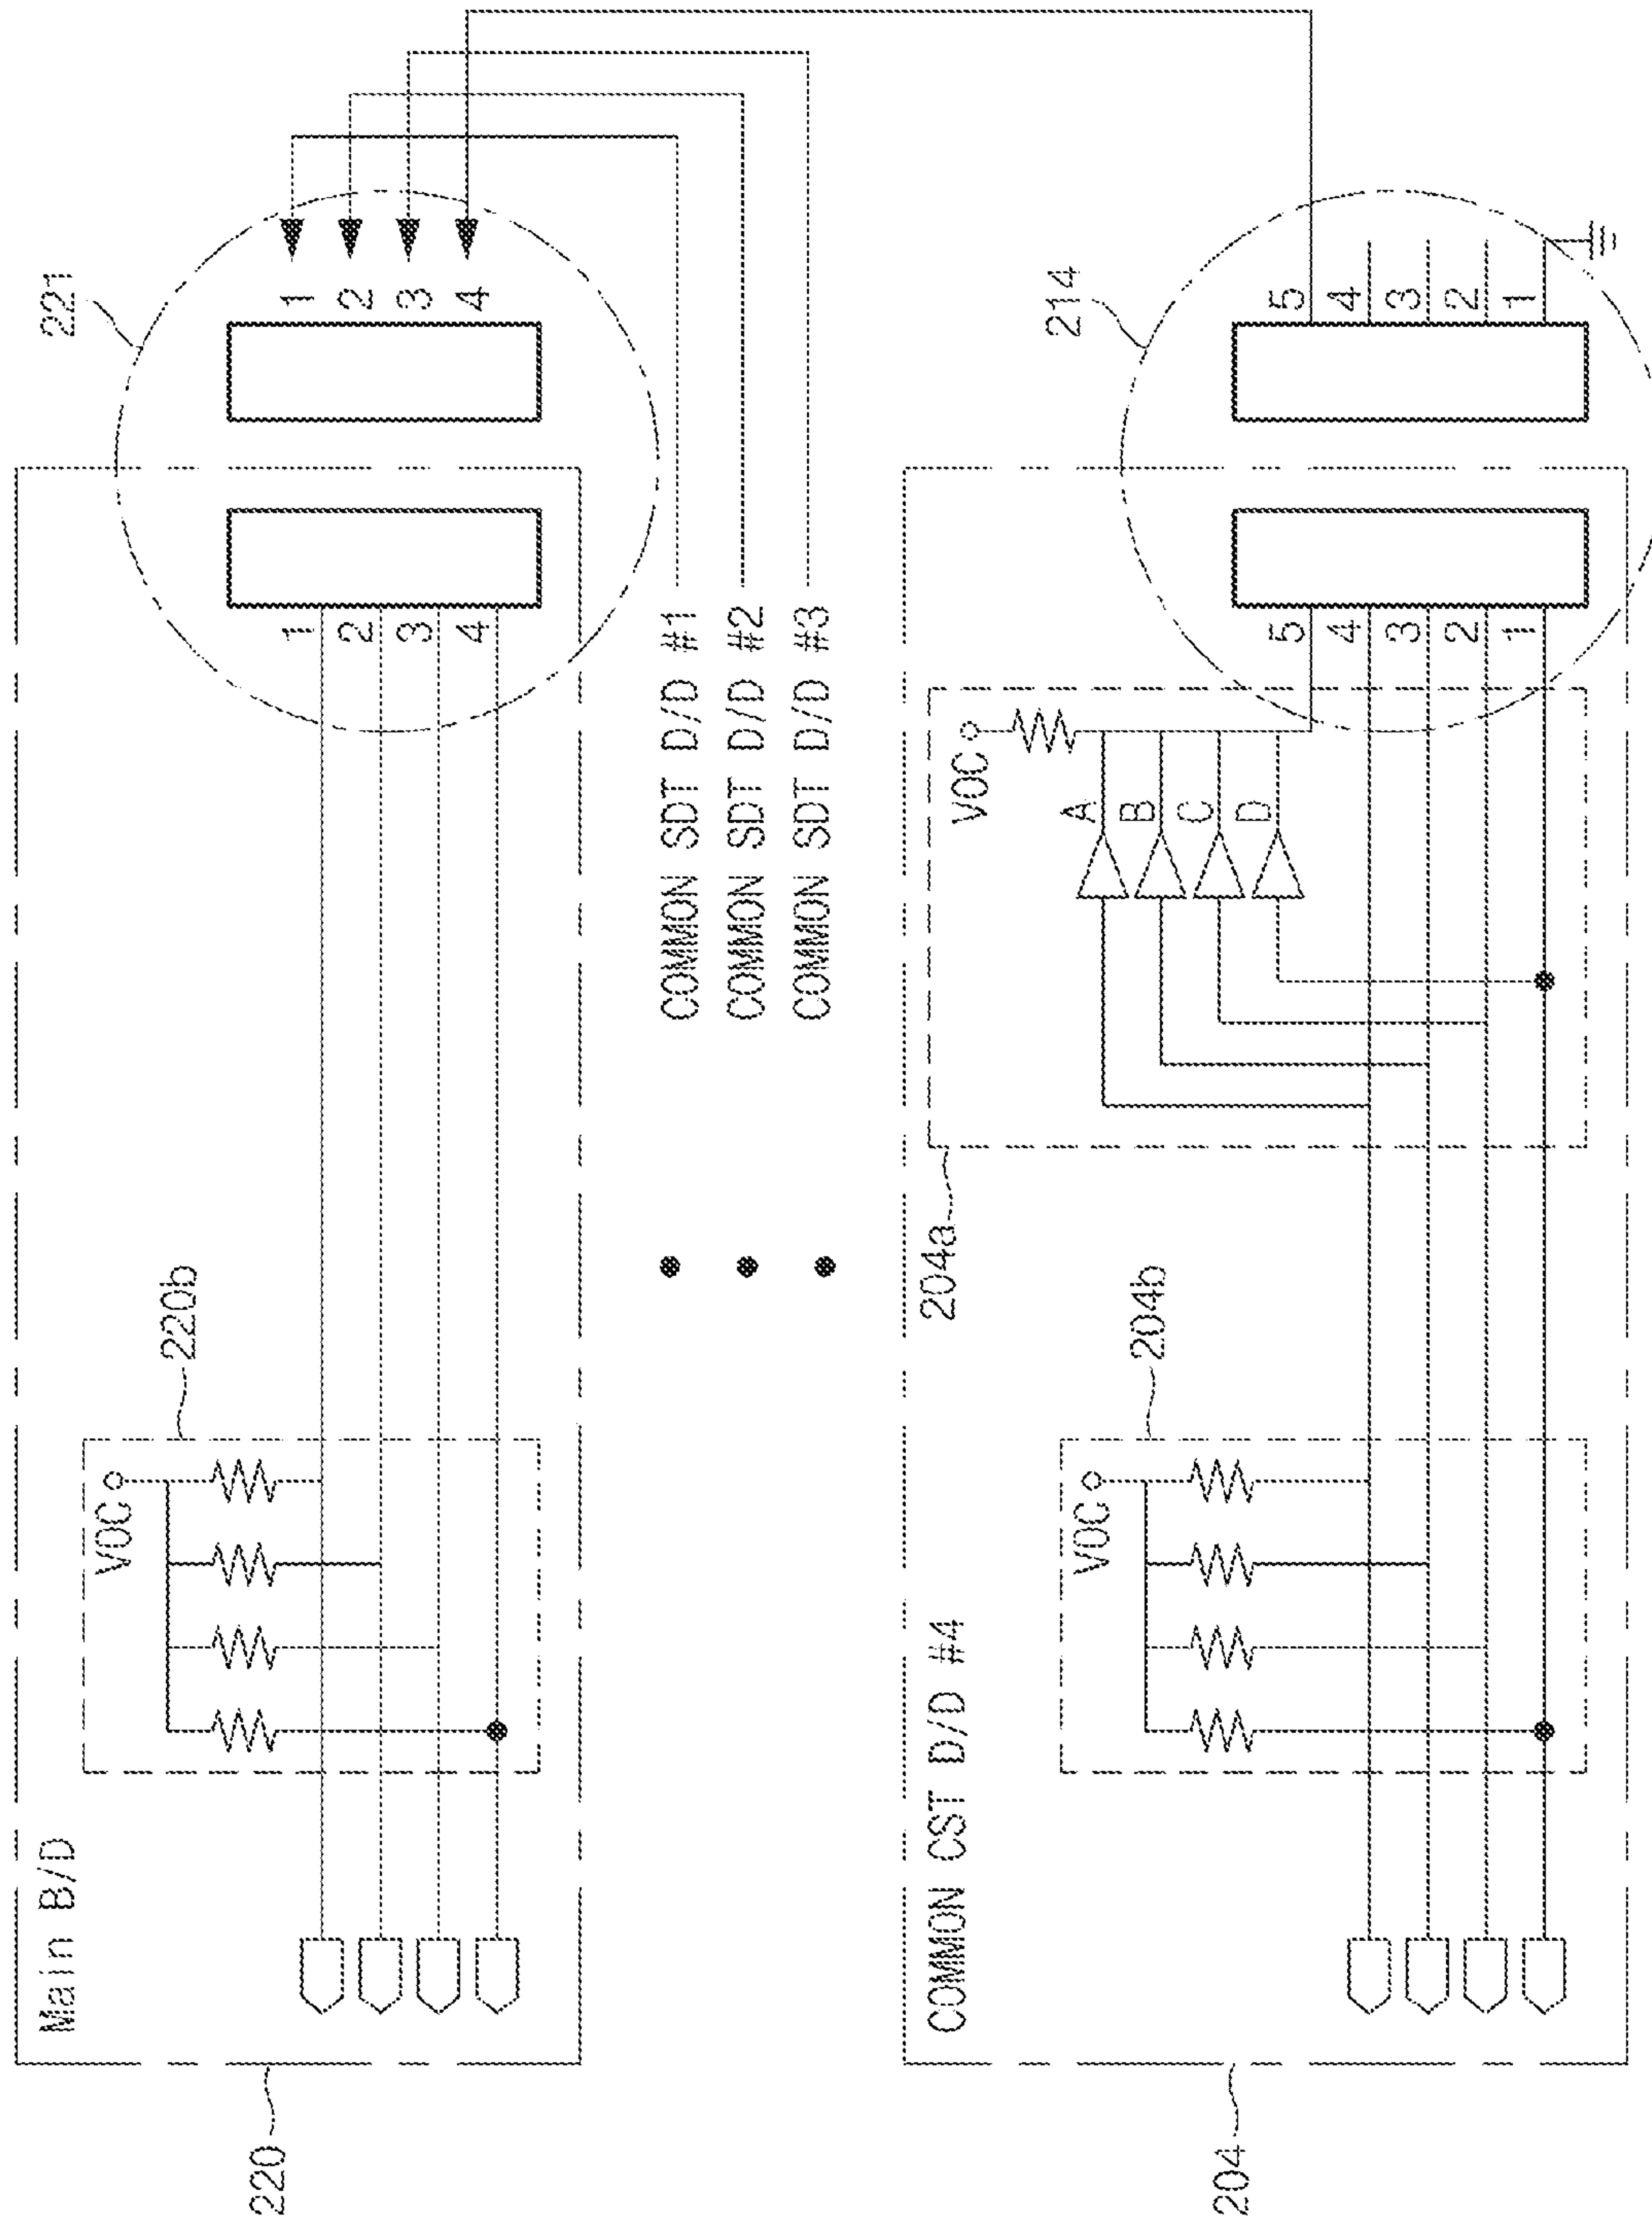 Main B/D
221
VOC
220b
220
1 1
2 2
3 3
4 4
COMMON SDT D/D #1
COMMON SDT D/D #2
COMMON SDT D/D #3
COMMON CST D/D #4
204a
VOC
214
A
B
C
D
VOC
204b
204
5 5
4 4
3 3
2 2
1 1